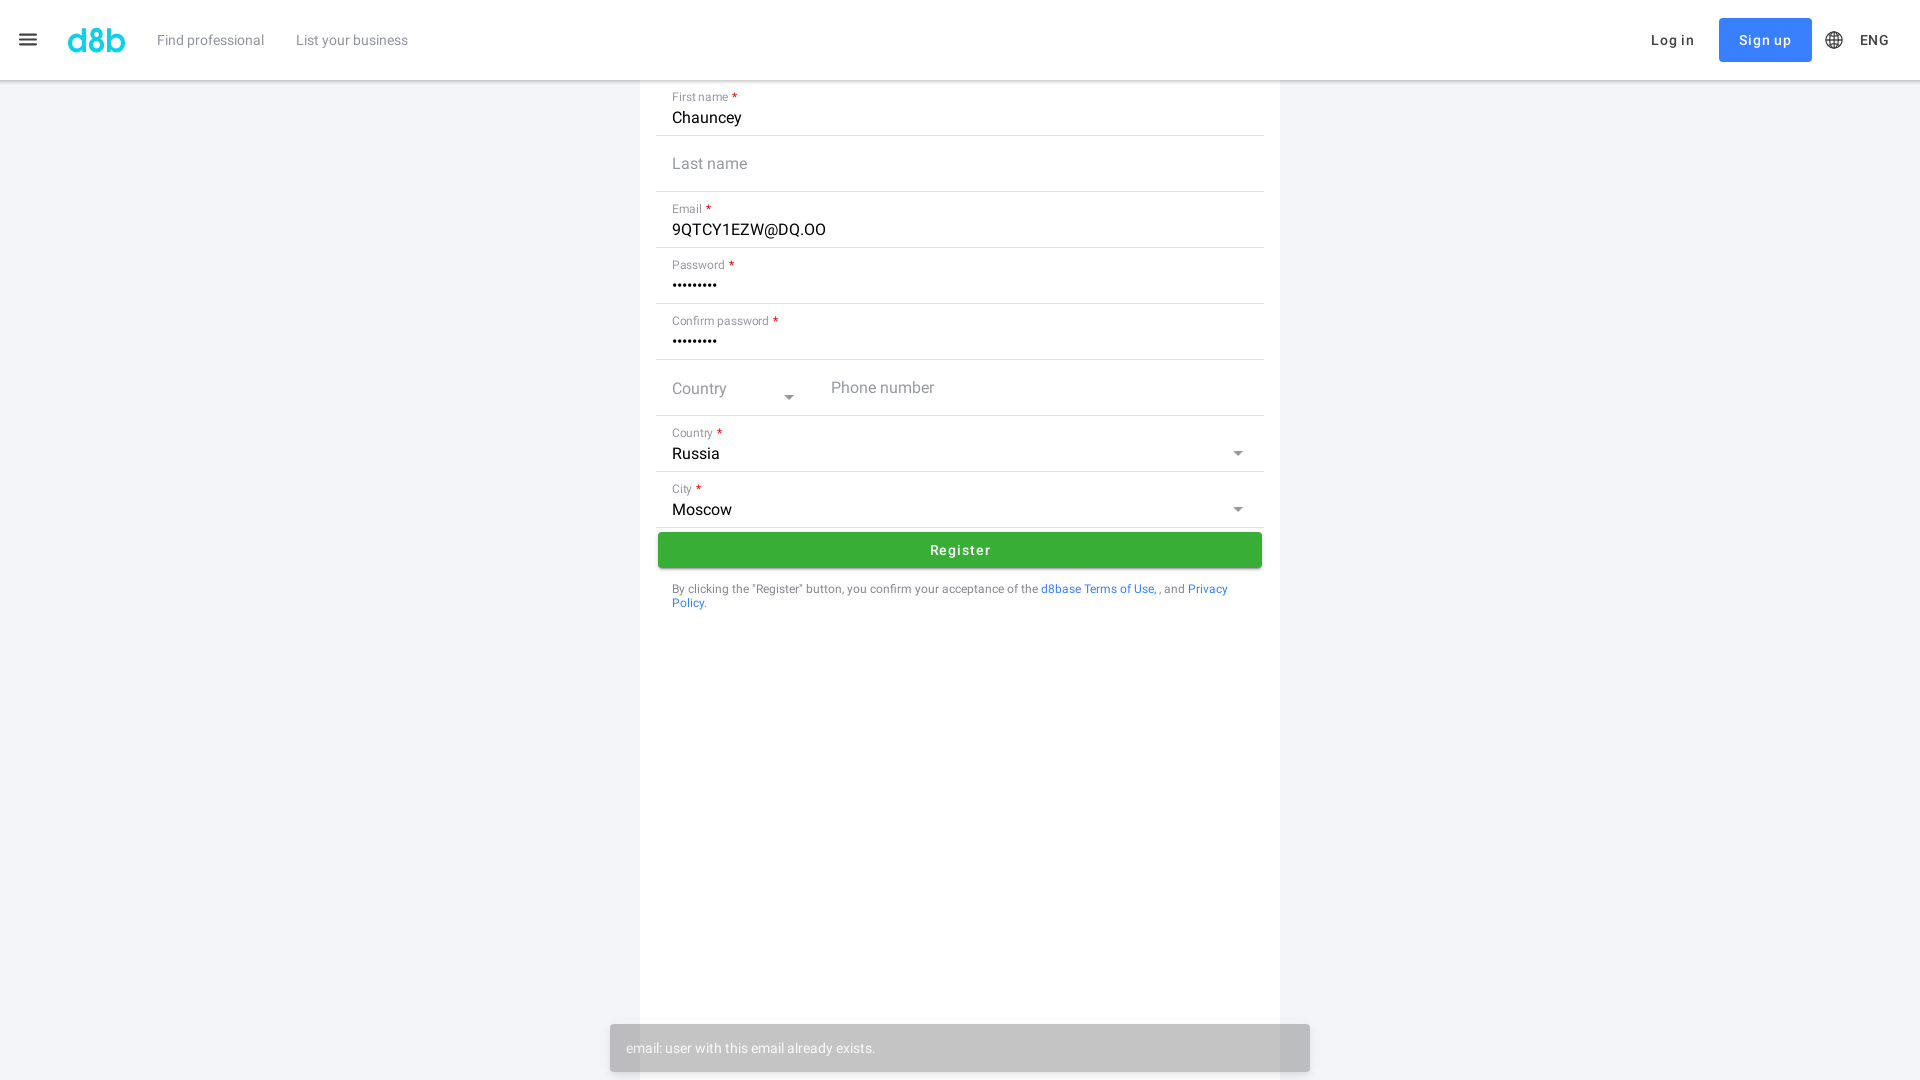 d8b
Find professional
List your business
Log in
Sign up
ENG
First name *
Chauncey
Last name
Email *
9QTCY1EZW@DQ.OO
Password *
•••••••••
Confirm password *
•••••••••
Country
Phone number
Country *
Russia
City *
Moscow
Register
By clicking the "Register" button, you confirm your acceptance of the d8base Terms of Use, , and Privacy
Policy.
email: user with this email already exists.